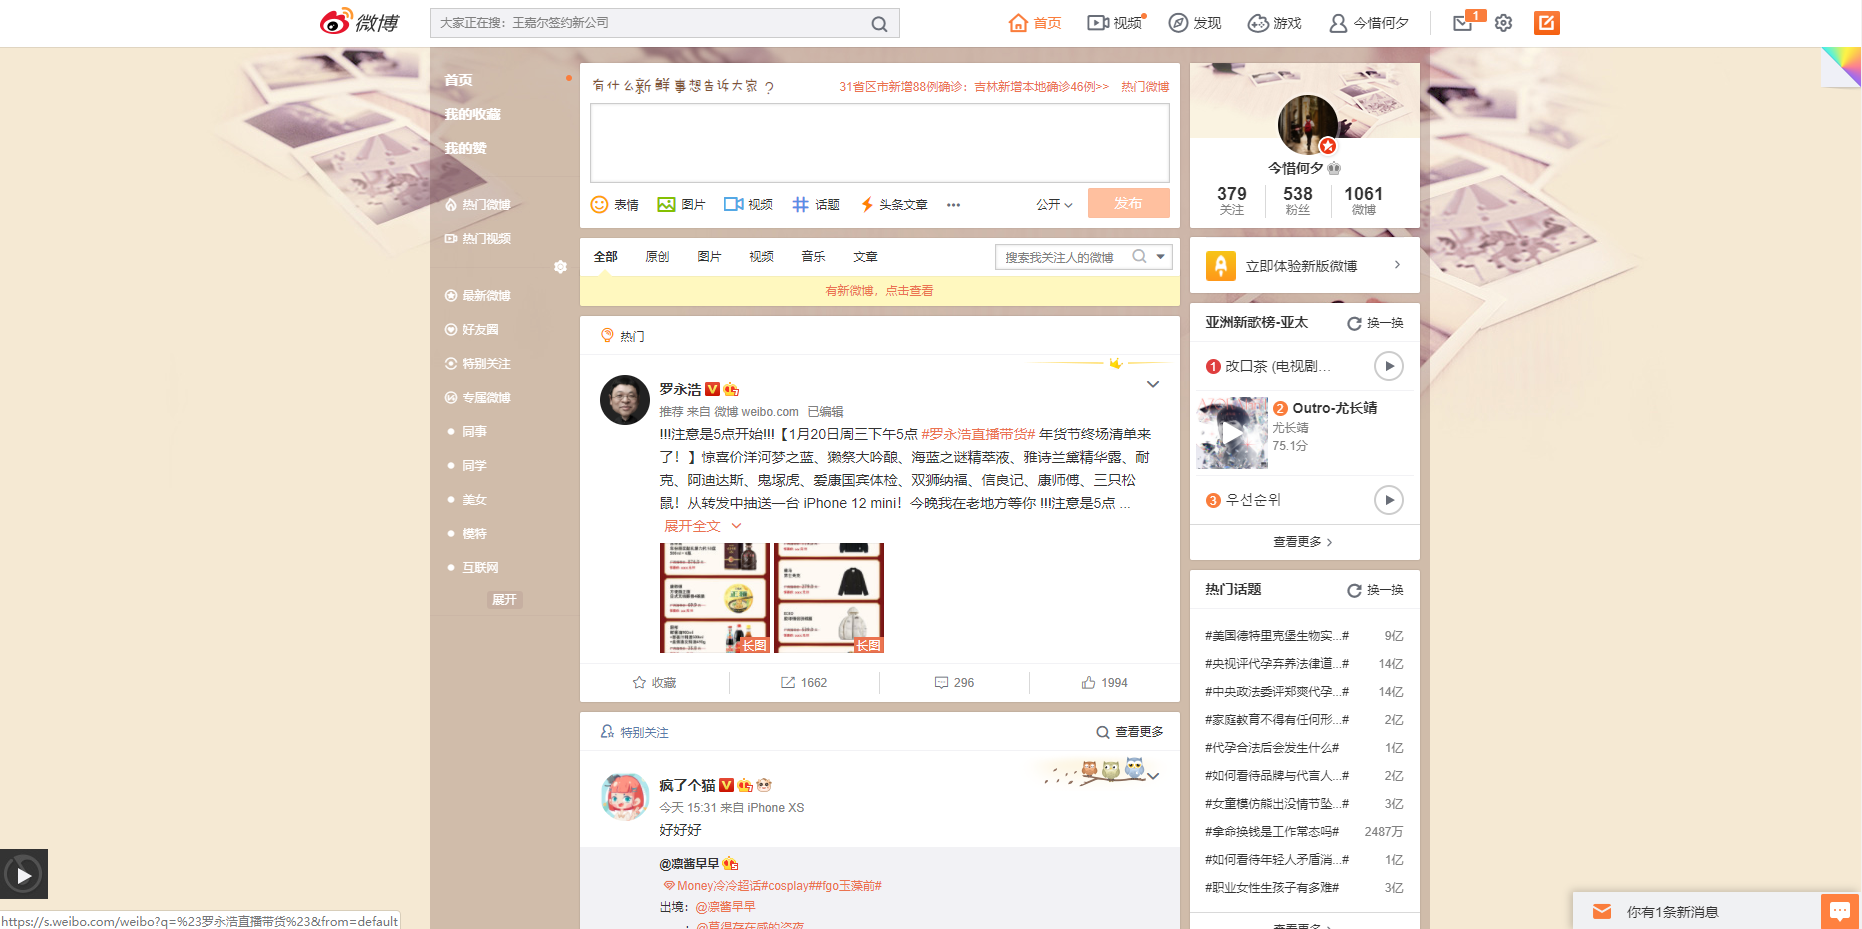 微博
大家正在搜：王嘉尔签约新公司
首页
视频
发现
游戏
今惜何夕
1
首页
我的收藏
我的赞
热门微博
热门视频
最新微博
好友圈
特别关注
专属微博
同事
同学
美女
模特
互联网
展开
有什么新鲜事想告诉大家？
31省区市新增88例确诊：吉林新增本地确诊46例>> 热门微博
表情 图片 视频 话题 头条文章 公开 发布
全部 原创 图片 视频 音乐 文章 搜索我关注人的微博
有新微博，点击查看
热门
罗永浩
推荐 来自 微博 weibo.com 已编辑
!!!注意是5点开始!!!【1月20日周三下午5点 #罗永浩直播带货# 年货节终场清单来
了！】惊喜价洋河梦之蓝、獭祭大吟酿、海蓝之谜精萃液、雅诗兰黛精华露、耐
克、阿迪达斯、鬼塚虎、爱康国宾体检、双狮纳福、信良记、康师傅、三只松
鼠！从转发中抽送一台 iPhone 12 mini！今晚我在老地方等你 !!!注意是5点 ...
展开全文
长图
长图
收藏 1662 296 1994
特别关注 查看更多
疯了个猫
今天 15:31 来自 iPhone XS
好好好
@凛酱早早
Money冷冷超话#cosplay##fgo玉藻前#
出境：@凛酱早早
今惜何夕
379 538 1061
关注 粉丝 微博
立即体验新版微博
亚洲新歌榜-亚太 换一换
1 改口茶 (电视剧...
2 Outro-尤长靖
尤长靖
75.1分
3 우선순위
查看更多
热门话题 换一换
#美国德特里克堡生物实...# 9亿
#央视评代孕弃养法律道...# 14亿
#中央政法委评郑爽代孕...# 14亿
#家庭教育不得有任何形...# 2亿
#代孕合法后会发生什么# 1亿
#如何看待品牌与代言人...# 2亿
#女童模仿熊出没情节坠...# 3亿
#拿命换钱是工作常态吗# 2487万
#如何看待年轻人矛盾消...# 1亿
#职业女性生孩子有多难# 3亿
查看更多
你有1条新消息
https://s.weibo.com/weibo?q=%23罗永浩直播带货%23&from=default